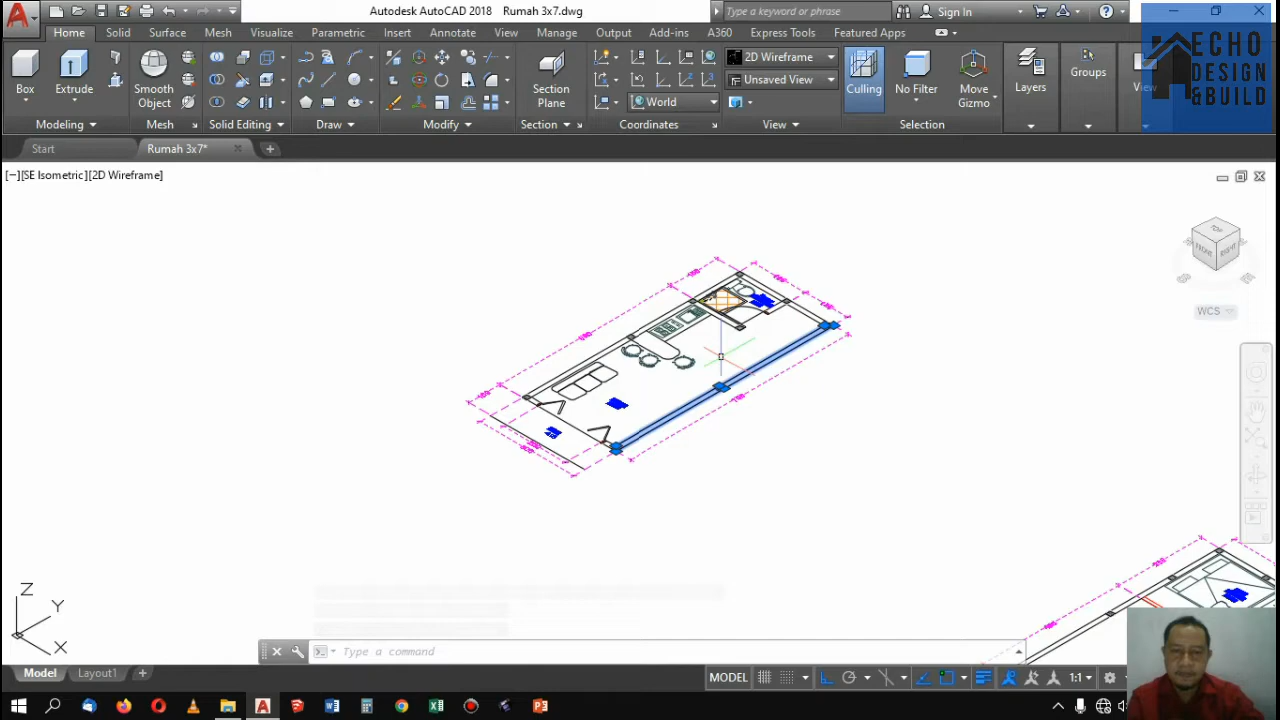 Autodesk AutoCAD 2018 Rumah 3x7.dwg
Type a keyword or phrase
Sign In
Home Solid Surface Mesh Visualize Parametric Insert Annotate View Manage Output Add-ins A360 Express Tools Featured Apps
Box
Extrude
Smooth
Object
Section
Plane
2D Wireframe
Unsaved View
World
Culling
No Filter
Move
Gizmo
Layers
Groups
View
Modeling Mesh Solid Editing Draw Modify Section Coordinates View Selection
ECHO
DESIGN
&BUILD
Start
Rumah 3x7*
[−][SE Isometric][2D Wireframe]
TOP
FRONT
RIGHT
WCS
Z
Y
X
Type a command
Model Layout1
MODEL
1:1